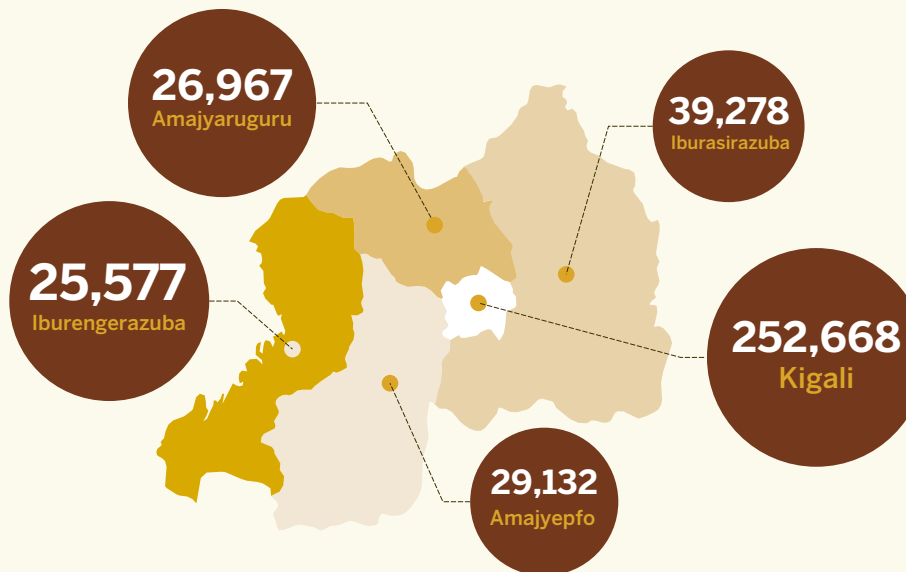 26,967
Amajyaruguru
39,278
Iburasirazuba
25,577
Iburengerazuba
252,668
Kigali
29,132
Amajyepfo